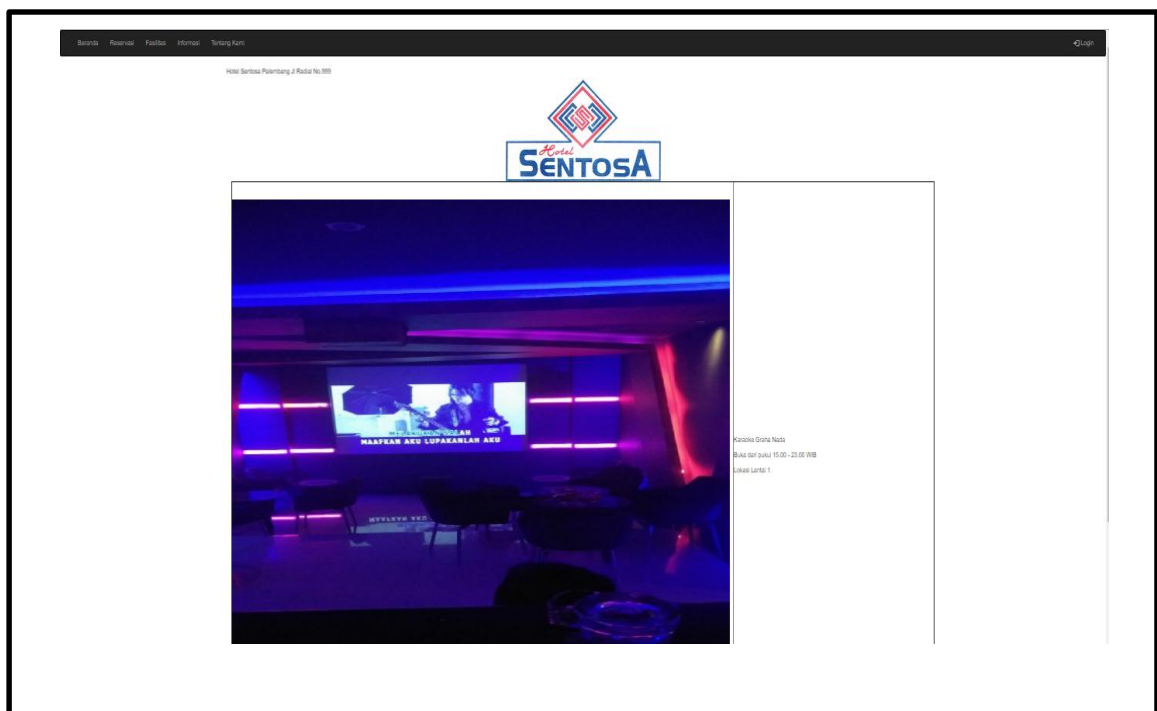 Beranda Reservasi Fasilitas Informasi Tentang Kami Login
Hotel Sentosa Palembang Jl Radial No.999
Hotel
SENTOSA
SALAH
MAAFKAN AKU LUPAKANLAH AKU
Karaoke Graha Nada
Buka dari pukul 15.00 - 23.00 WIB
Lokasi Lantai 1